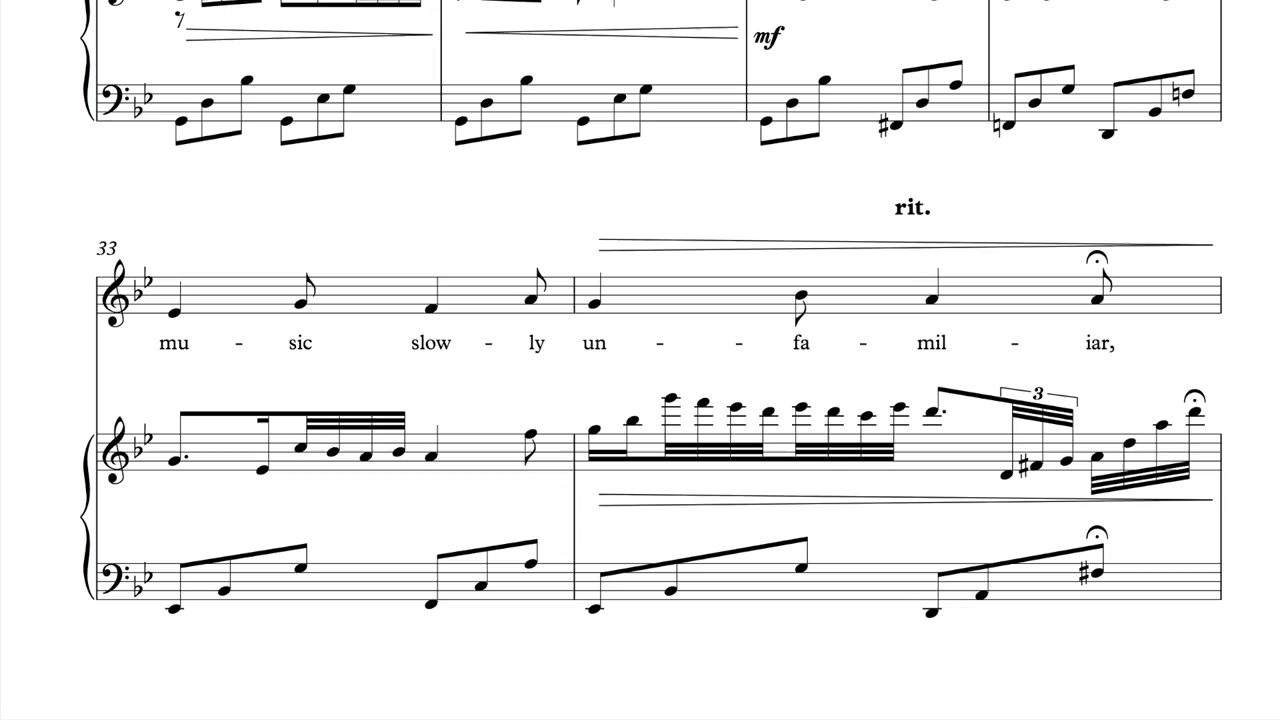 mf
rit.
33
mu - sic slow - ly un - - fa - mil - iar,
3